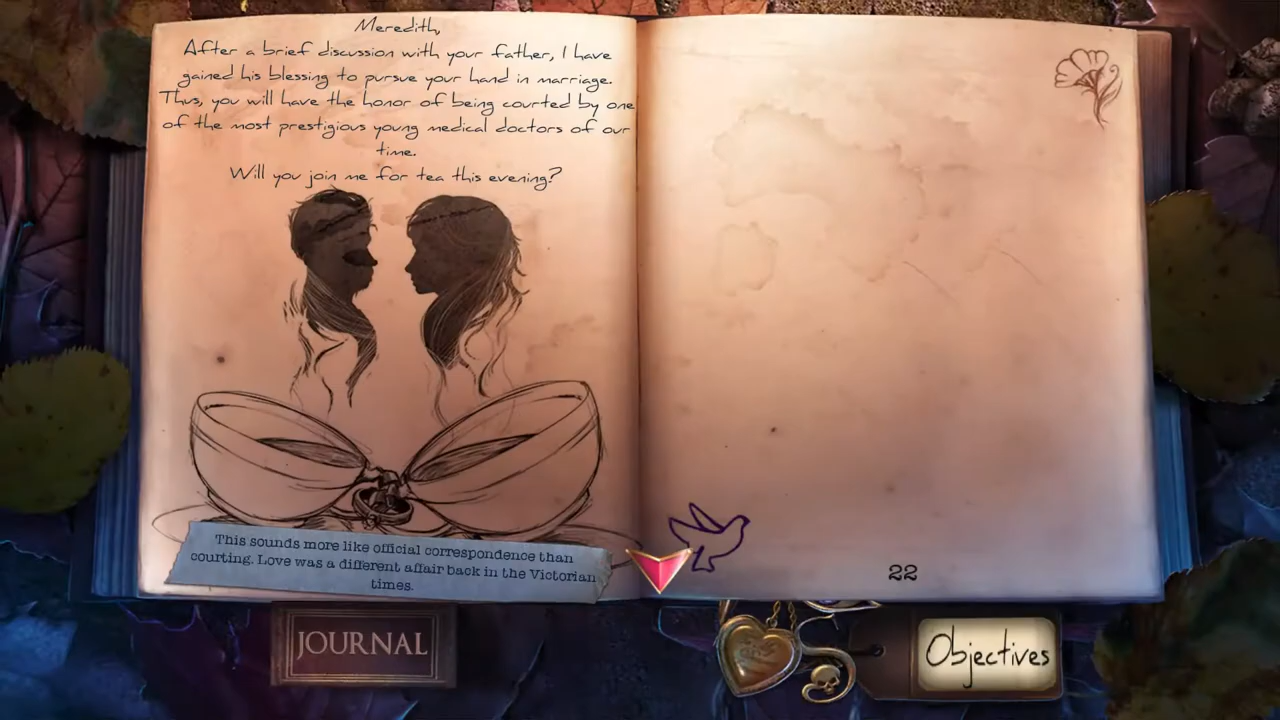 Meredith,
After a brief discussion with your father, I have
gained his blessing to pursue your hand in marriage.
Thus, you will have the honor of being courted by one
of the most prestigious young medical doctors of our
time.
Will you join me for tea this evening?
This sounds more like official correspondence than
courting. Love was a different affair back in the Victorian
times.
22
JOURNAL
Objectives